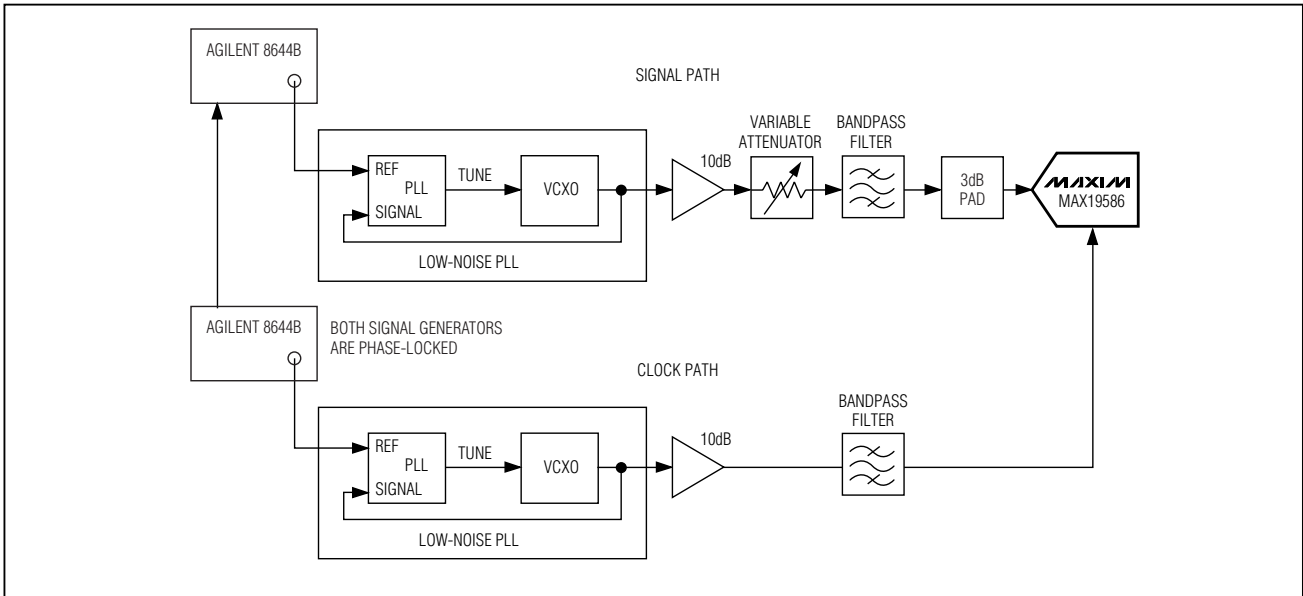 AGILENT 8644B
SIGNAL PATH
REF
PLL
SIGNAL
TUNE
VCXO
LOW-NOISE PLL
10dB
VARIABLE
ATTENUATOR
BANDPASS
FILTER
3dB
PAD
MAXIM
MAX19586
AGILENT 8644B
BOTH SIGNAL GENERATORS
ARE PHASE-LOCKED
CLOCK PATH
REF
PLL
SIGNAL
TUNE
VCXO
LOW-NOISE PLL
10dB
BANDPASS
FILTER